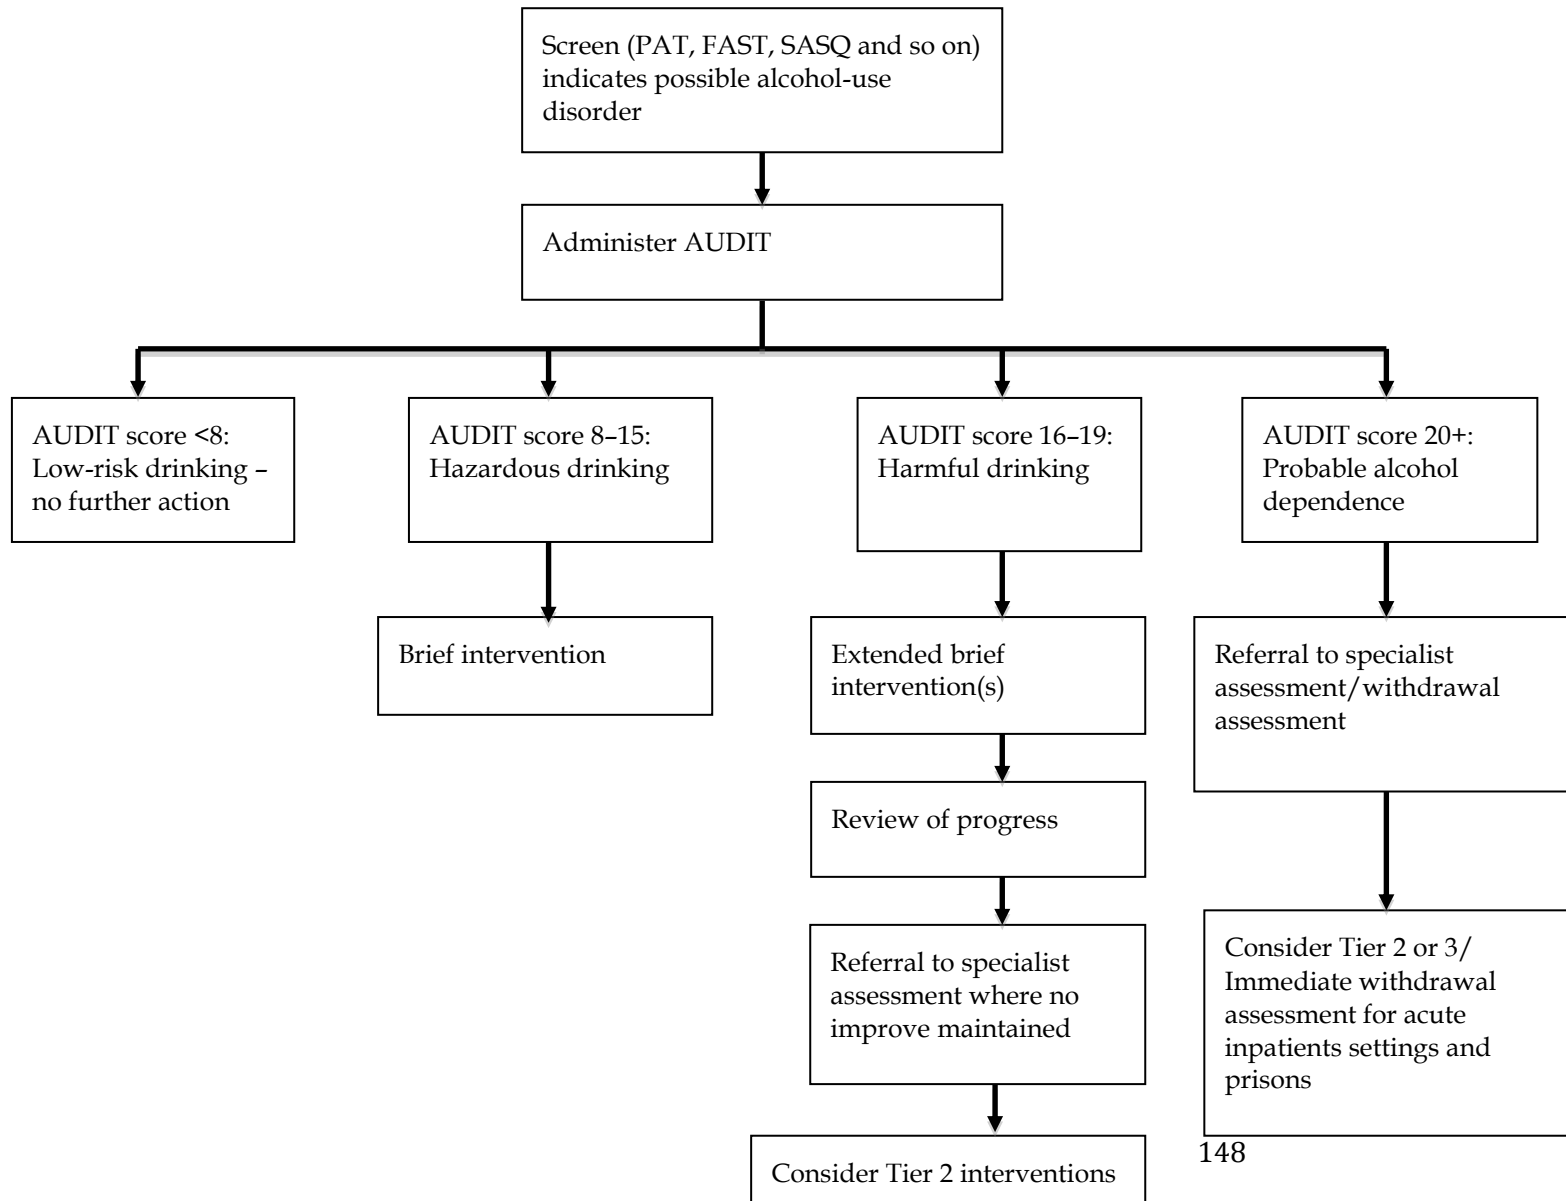 Screen (PAT, FAST, SASQ and so on)
indicates possible alcohol-use
disorder
Administer AUDIT
AUDIT score <8:
Low-risk drinking –
no further action
AUDIT score 8–15:
Hazardous drinking
AUDIT score 16–19:
Harmful drinking
AUDIT score 20+:
Probable alcohol
dependence
Brief intervention
Extended brief
intervention(s)
Referral to specialist
assessment/withdrawal
assessment
Review of progress
Referral to specialist
assessment where no
improve maintained
Consider Tier 2 or 3/
Immediate withdrawal
assessment for acute
inpatients settings and
prisons
Consider Tier 2 interventions
148